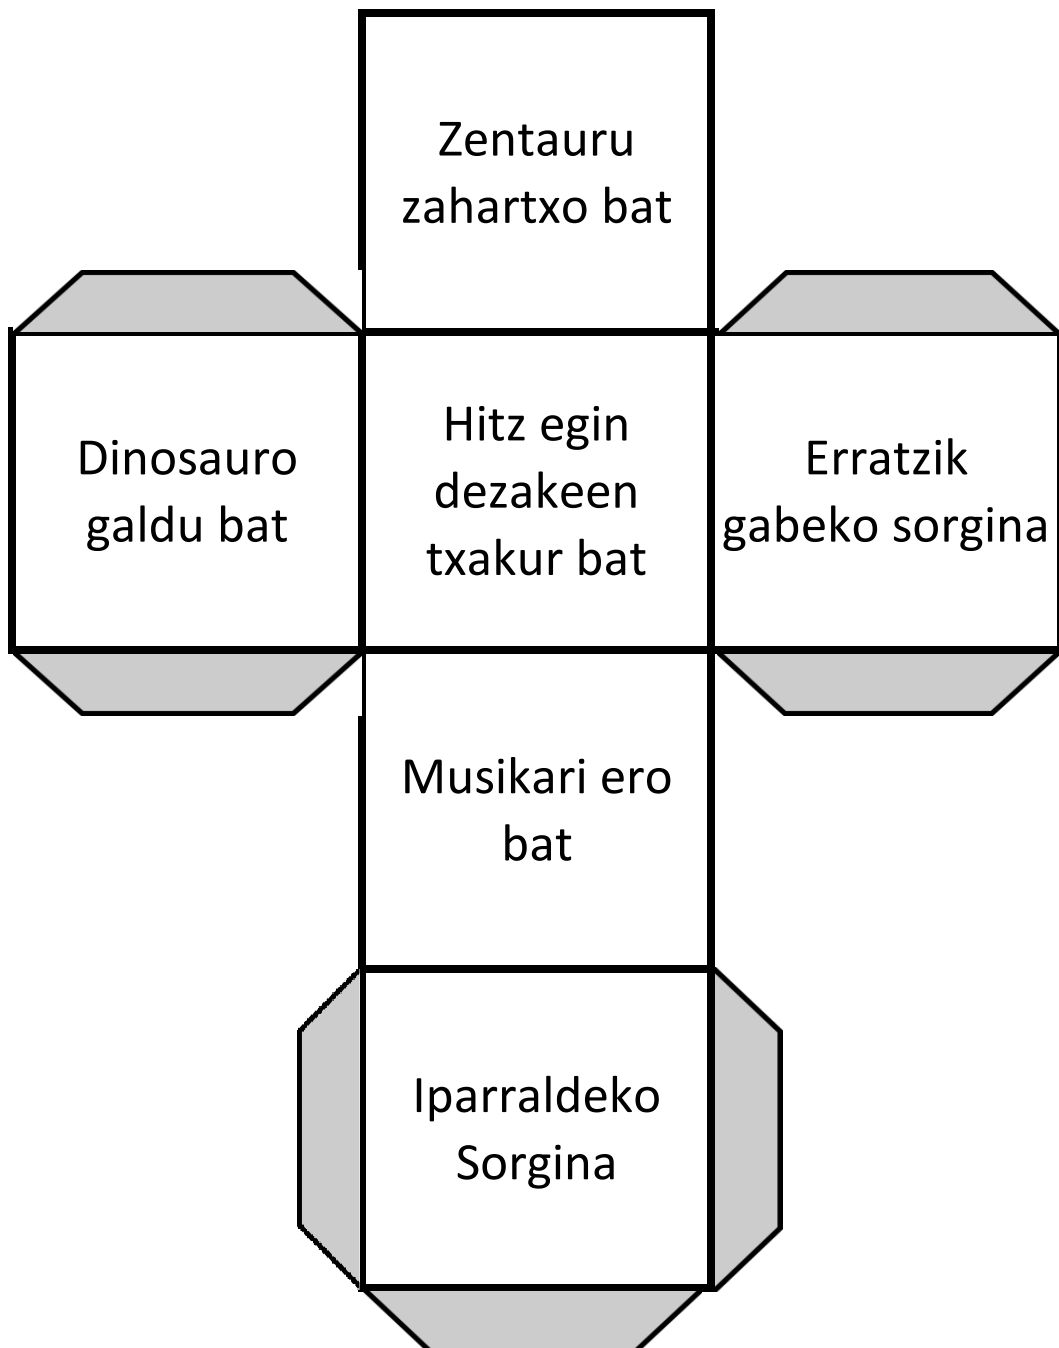 Zentauru
zahartxo bat
Dinosauro
galdu bat
Hitz egin
dezakeen
txakur bat
Erratzik
gabeko sorgina
Musikari ero
bat
Iparraldeko
Sorgina